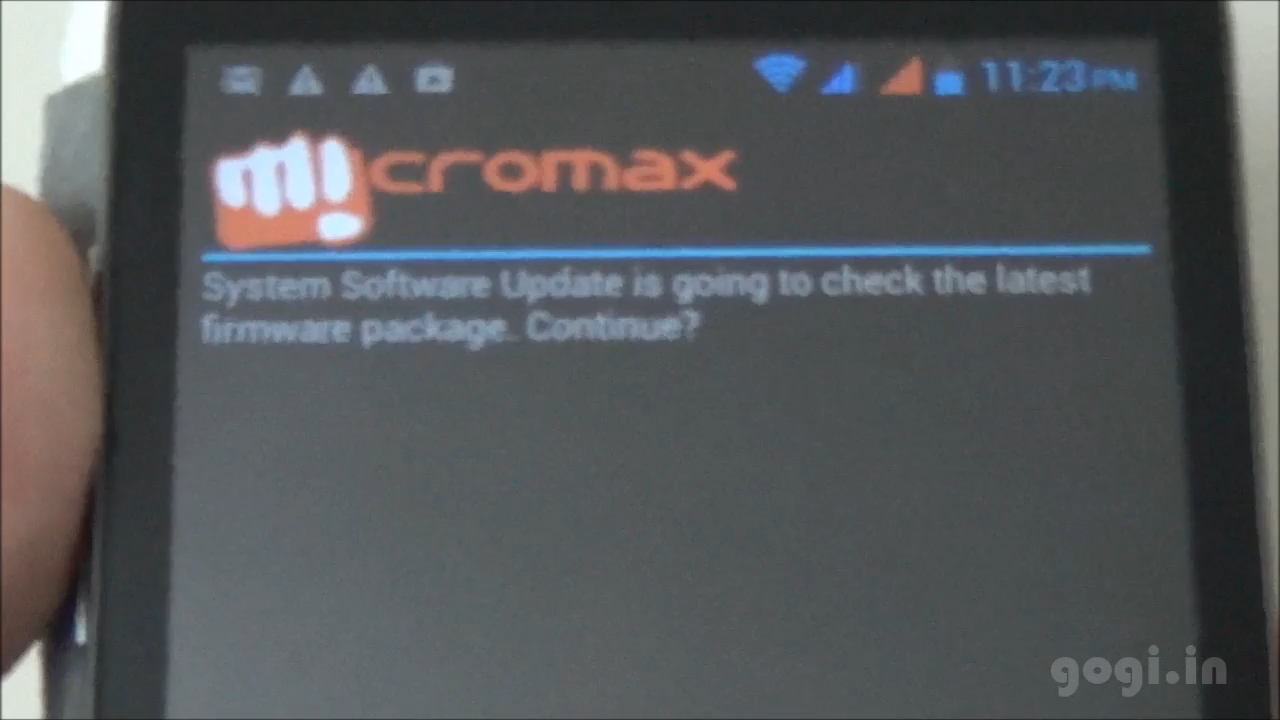 11:23 PM
micromax
System Software Update is going to check the latest
firmware package. Continue?
gogi.in